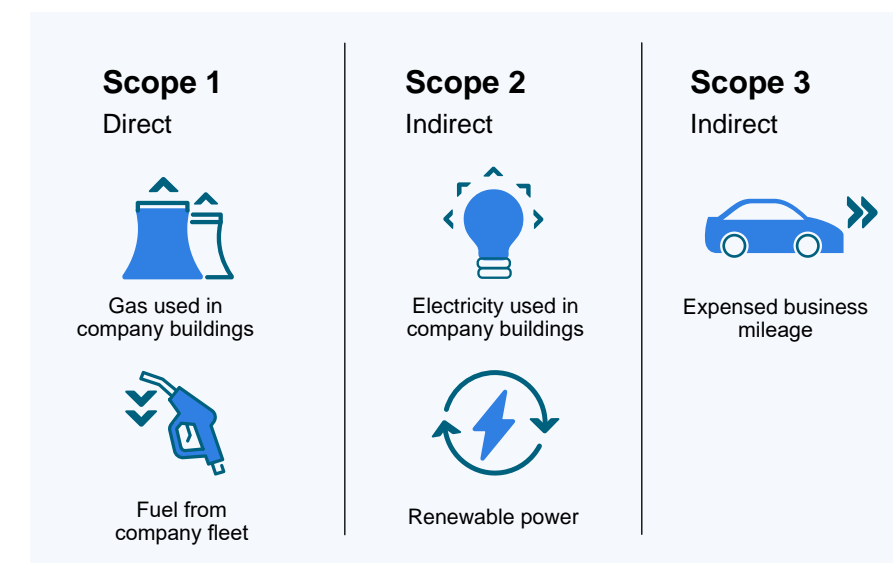 Scope 1
Direct
Gas used in
company buildings
Fuel from
company fleet
Scope 2
Indirect
Electricity used in
company buildings
Renewable power
Scope 3
Indirect
Expensed business
mileage